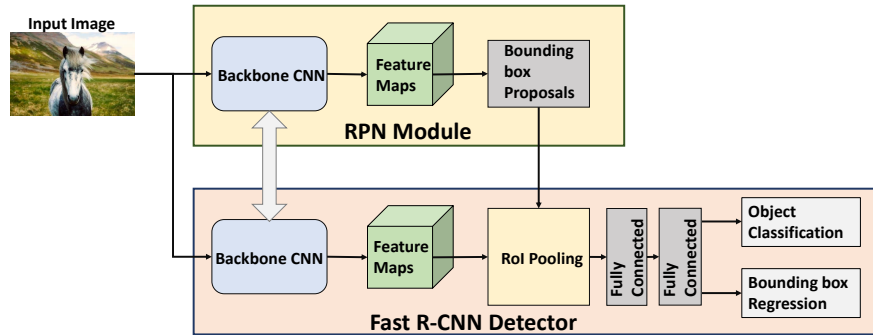 Input Image
Backbone CNN
Feature
Maps
Bounding
box
Proposals
RPN Module
Backbone CNN
Feature
Maps
RoI Pooling
Fully
Connected
Fully
Connected
Object
Classification
Bounding box
Regression
Fast R-CNN Detector